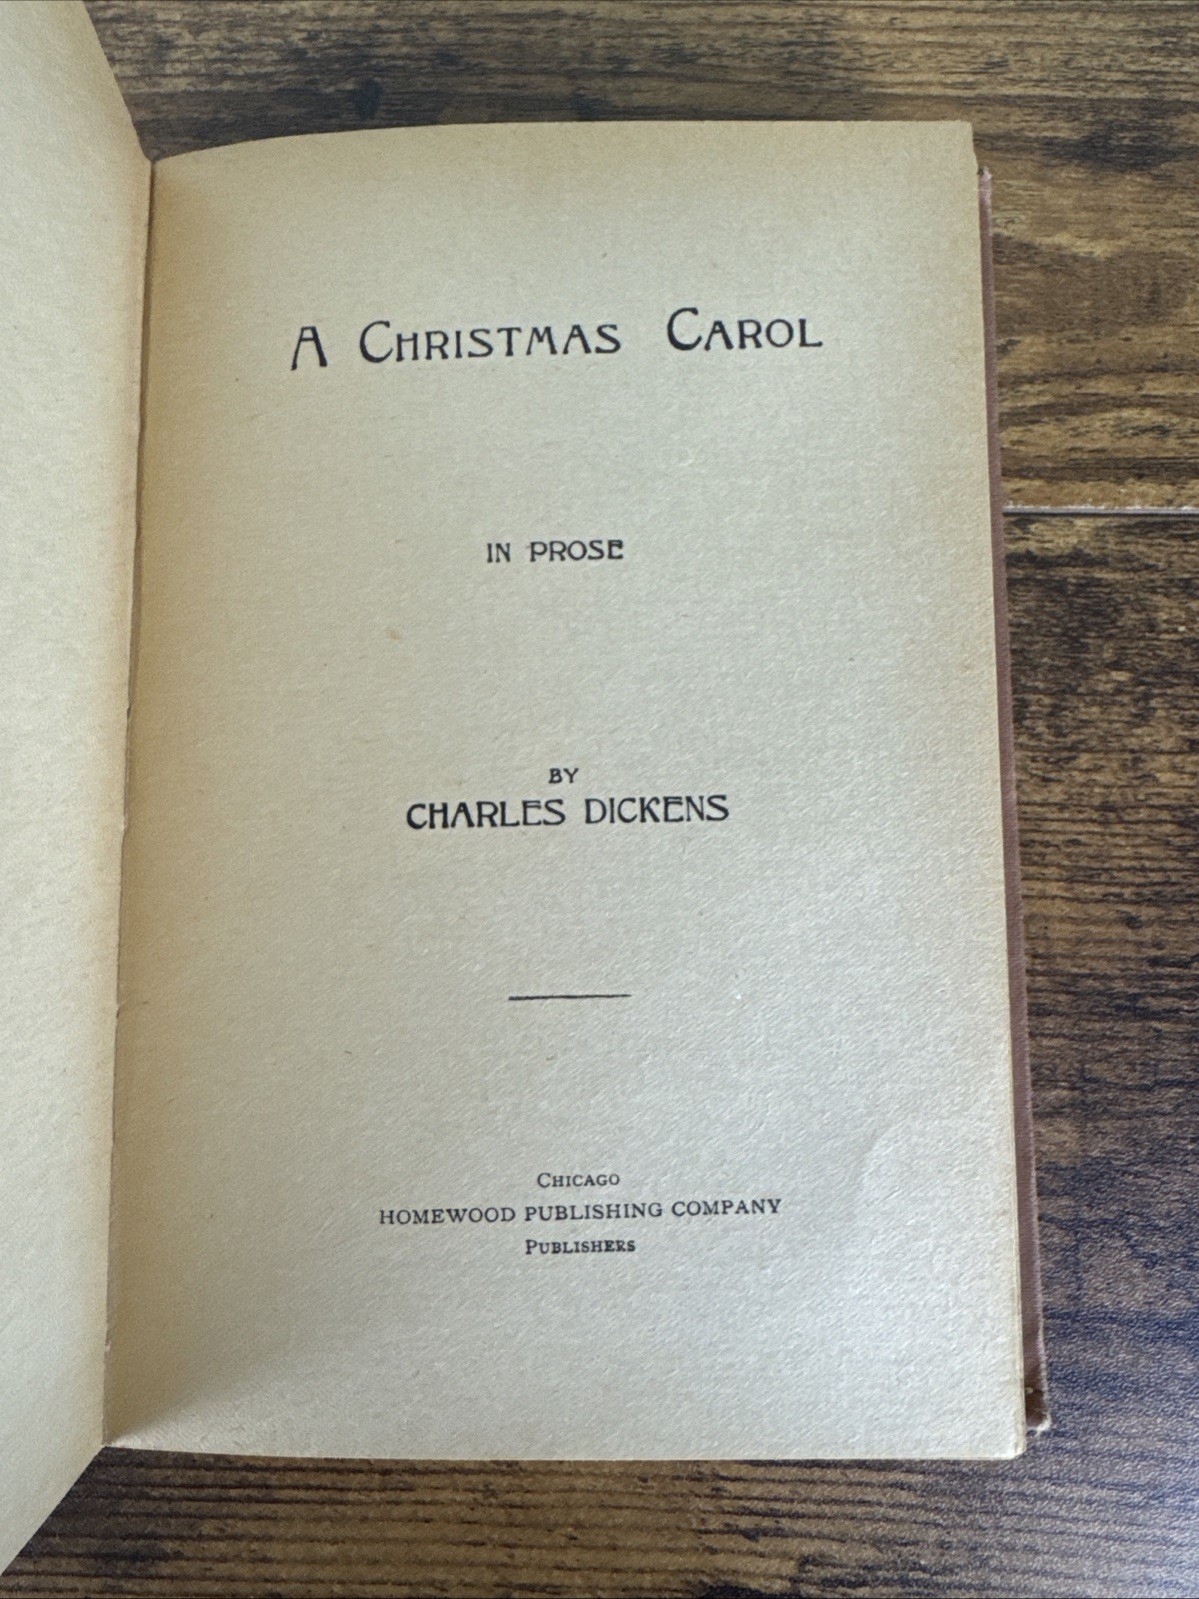 A Christmas Carol
IN PROSE
BY
CHARLES DICKENS
Chicago
HOMEWOOD PUBLISHING COMPANY
Publishers